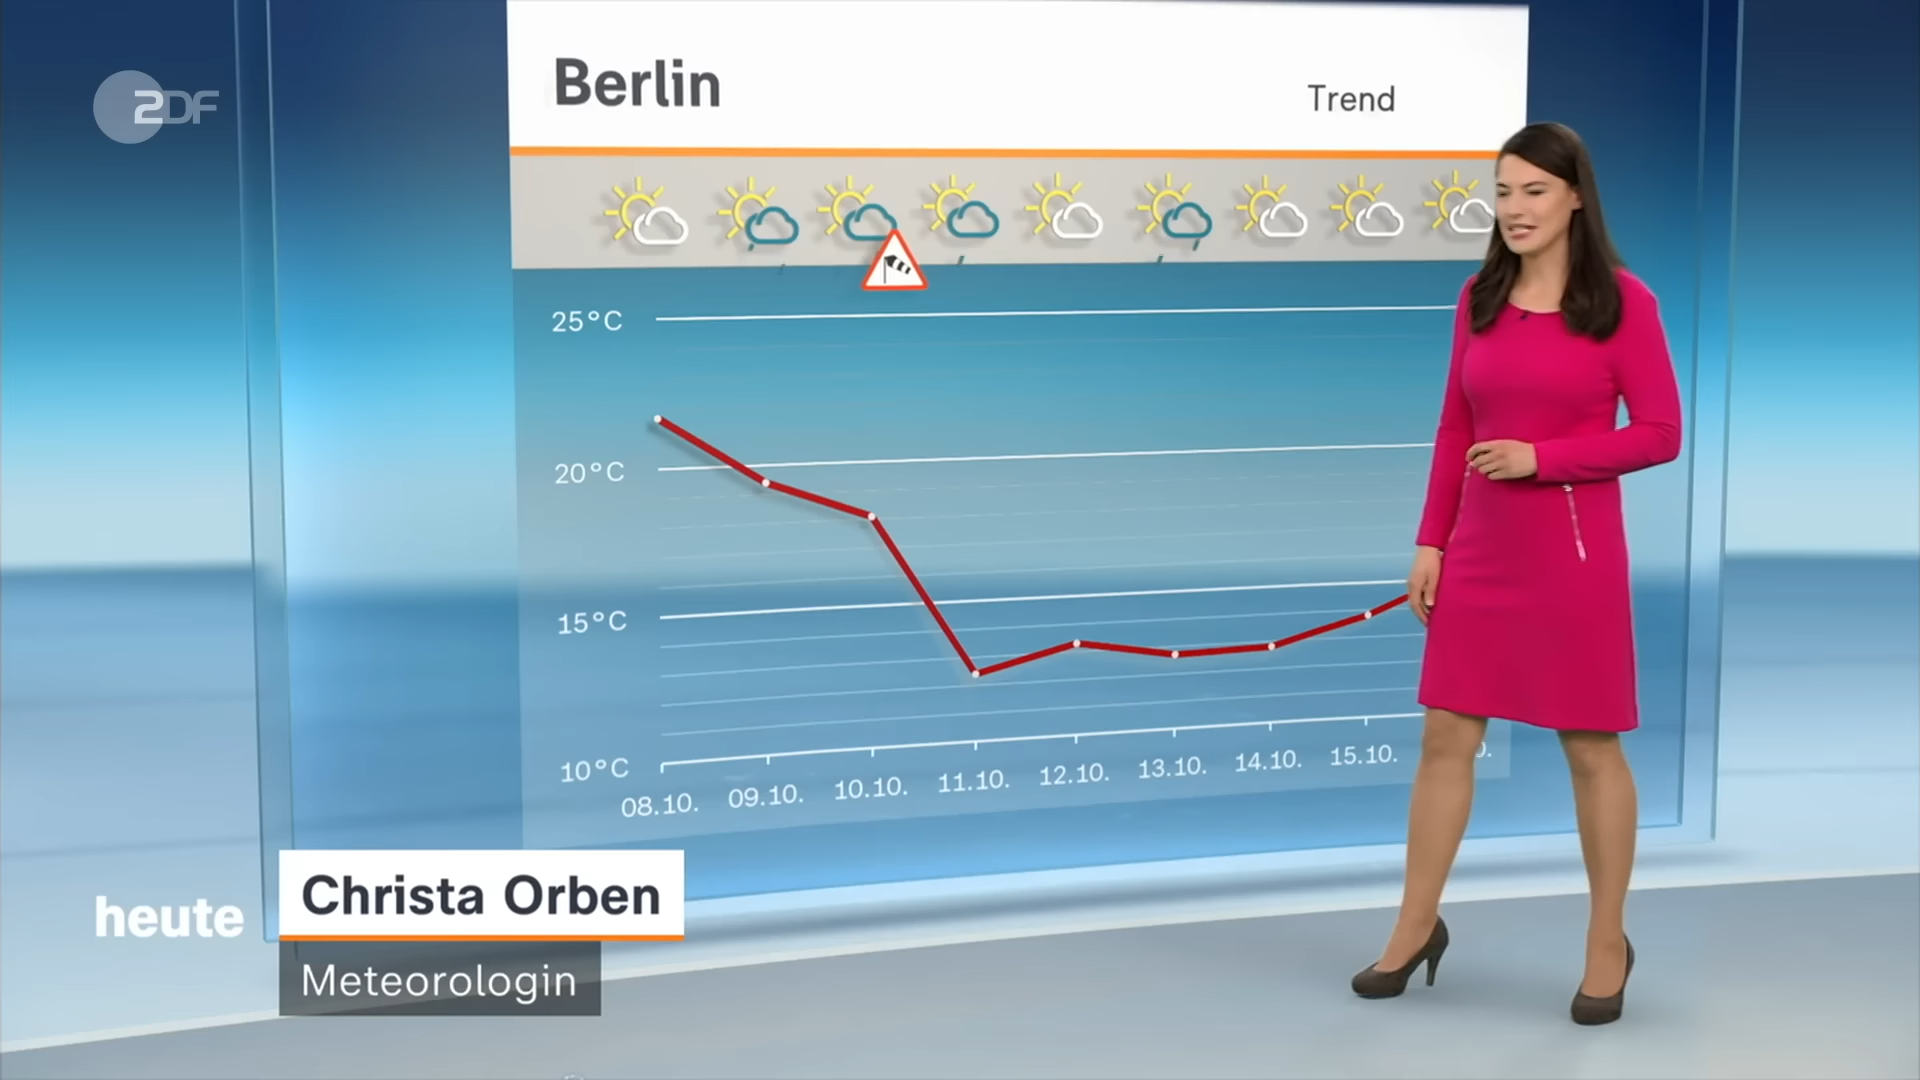 ZDF
Berlin
Trend
25°C
20°C
15°C
10°C
08.10. 09.10. 10.10. 11.10. 12.10. 13.10. 14.10. 15.10.
heute
Christa Orben
Meteorologin